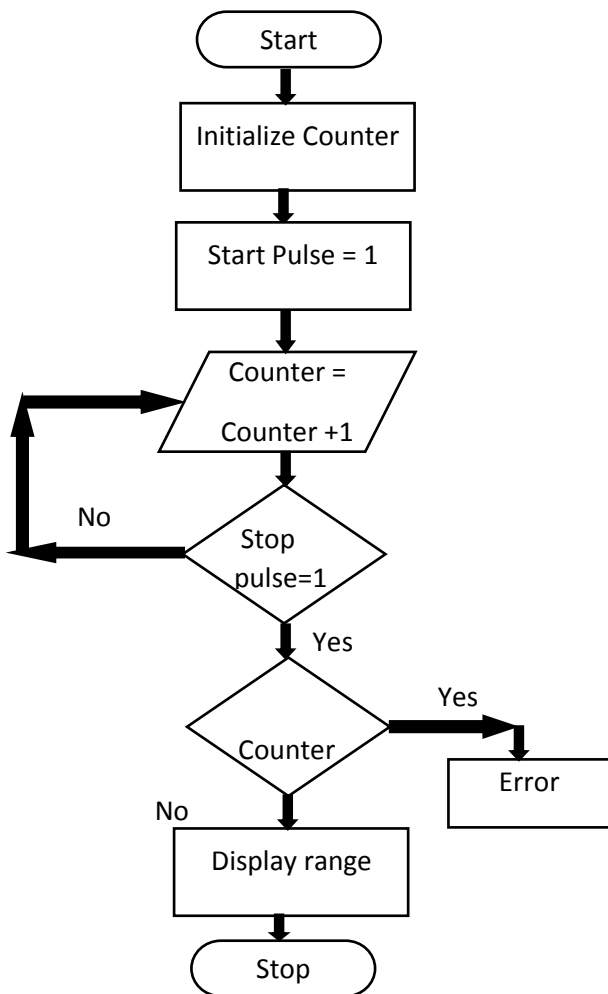 Start
Initialize Counter
Start Pulse = 1
Counter =
Counter +1
No
Stop
pulse=1
Yes
Yes
Counter
Error
No
Display range
Stop